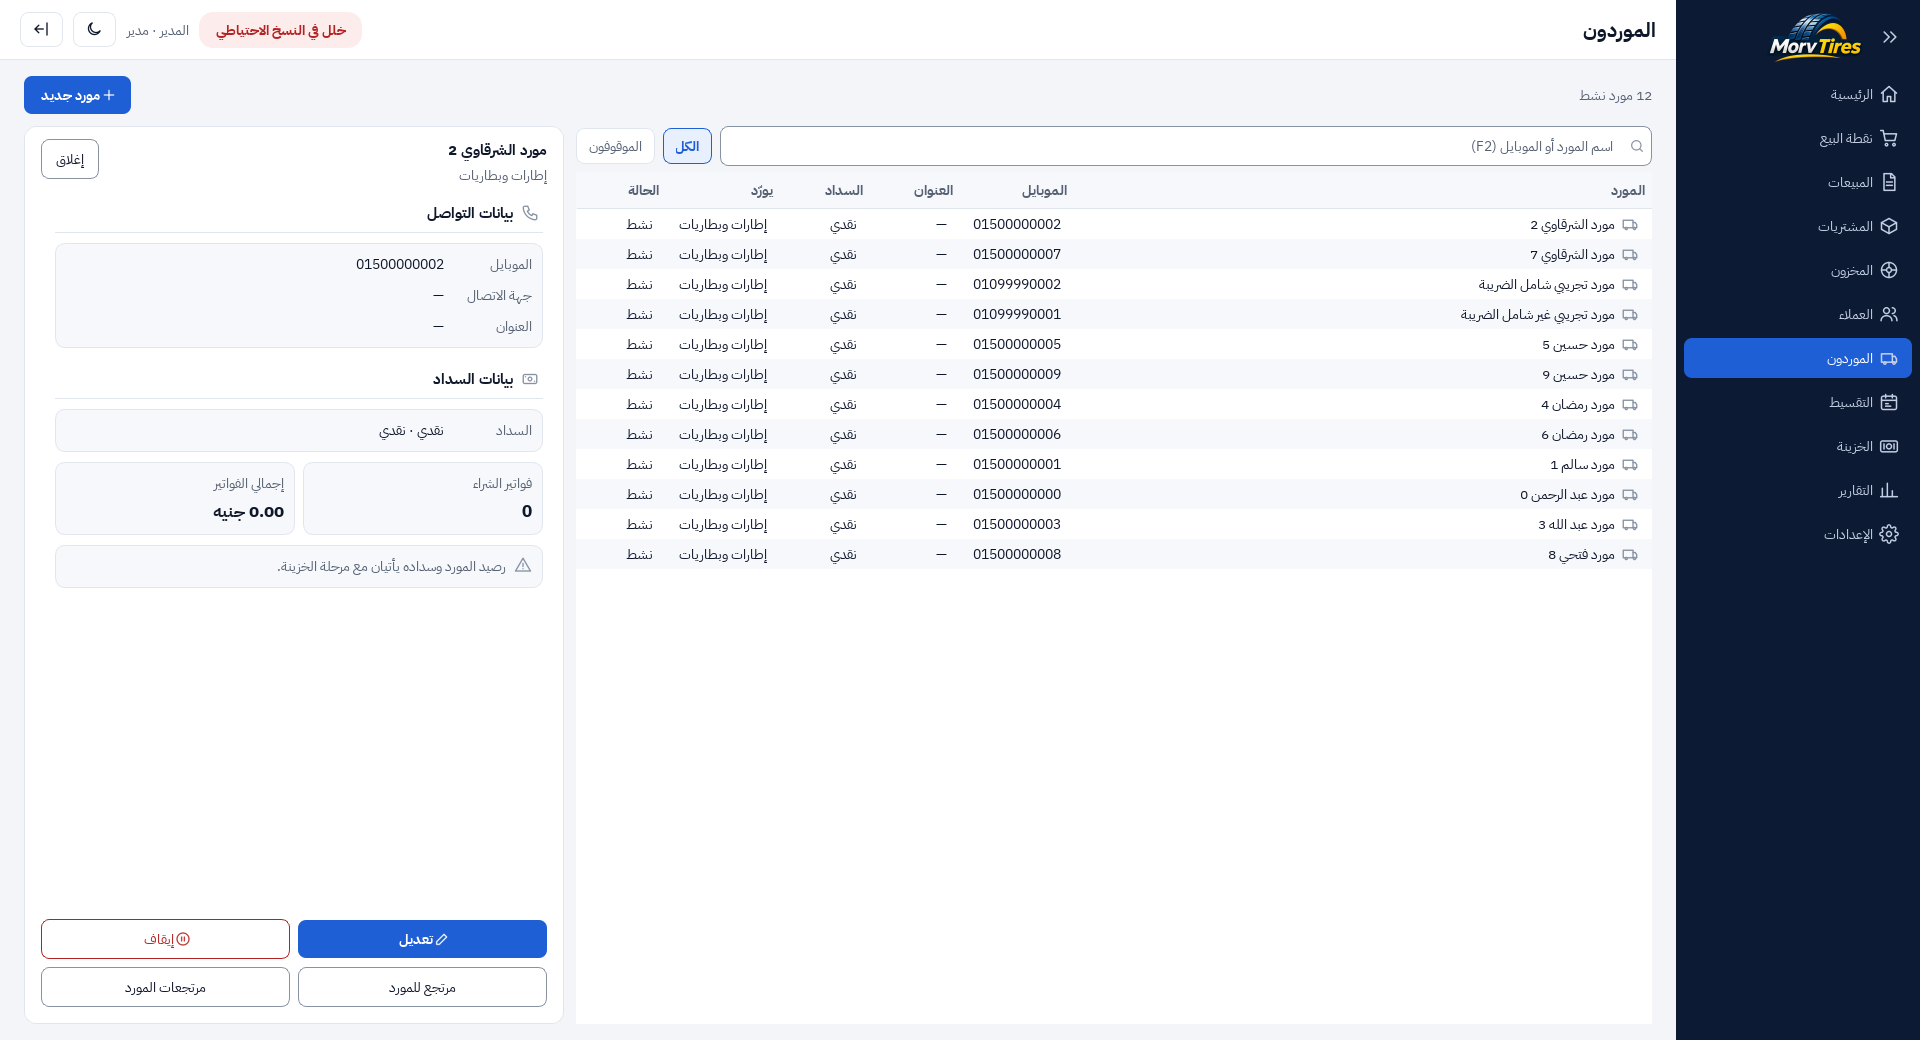 MorvTires
الرئيسية
نقطة البيع
المبيعات
المشتريات
المخزون
العملاء
الموردون
التقسيط
الخزينة
التقارير
الإعدادات
الموردون
خلل في النسخ الاحتياطي
المدير · مدير
12 مورد نشط
مورد جديد
اسم المورد أو الموبايل (F2)
الكل
الموقوفون
المورد الموبايل العنوان السداد يورّد الحالة
مورد الشرقاوي 2 01500000002 — نقدي إطارات وبطاريات نشط
مورد الشرقاوي 7 01500000007 — نقدي إطارات وبطاريات نشط
مورد تجريبي شامل الضريبة 01099990002 — نقدي إطارات وبطاريات نشط
مورد تجريبي غير شامل الضريبة 01099990001 — نقدي إطارات وبطاريات نشط
مورد حسين 5 01500000005 — نقدي إطارات وبطاريات نشط
مورد حسين 9 01500000009 — نقدي إطارات وبطاريات نشط
مورد رمضان 4 01500000004 — نقدي إطارات وبطاريات نشط
مورد رمضان 6 01500000006 — نقدي إطارات وبطاريات نشط
مورد سالم 1 01500000001 — نقدي إطارات وبطاريات نشط
مورد عبد الرحمن 0 01500000000 — نقدي إطارات وبطاريات نشط
مورد عبد الله 3 01500000003 — نقدي إطارات وبطاريات نشط
مورد فتحي 8 01500000008 — نقدي إطارات وبطاريات نشط
مورد الشرقاوي 2
إغلاق
إطارات وبطاريات
بيانات التواصل
الموبايل 01500000002
جهة الاتصال —
العنوان —
بيانات السداد
السداد نقدي · نقدي
فواتير الشراء
0
إجمالي الفواتير
0.00 جنيه
رصيد المورد وسداده يأتيان مع مرحلة الخزينة.
تعديل
إيقاف
مرتجع للمورد
مرتجعات المورد